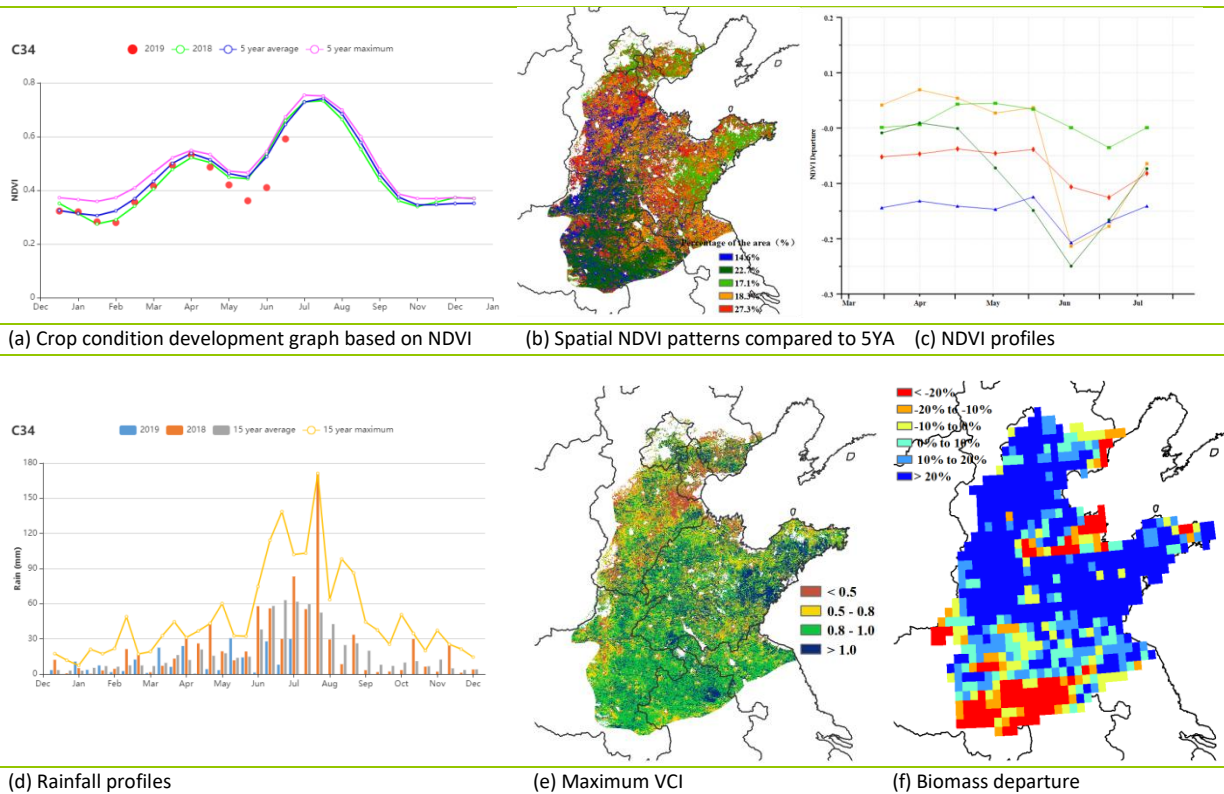 C34
2019 2018 5 year average 5 year maximum
NDVI
0.8
0.6
0.4
0.2
0
Dec Jan Feb Mar Apr May Jun Jul Aug Sep Oct Nov Dec Jan
Percentage of the area (%)
14.6%
22.7%
17.1%
18.3%
27.3%
NDVI Departure
0.2
0.1
-0.0
-0.1
-0.2
-0.3
Mar Apr May Jun Jul
(a) Crop condition development graph based on NDVI
(b) Spatial NDVI patterns compared to 5YA
(c) NDVI profiles
C34
2019 2018 15 year average 15 year maximum
Rain (mm)
180
150
120
90
60
30
0
Dec Jan Feb Mar Apr May Jun Jul Aug Sep Oct Nov Dec
< 0.5
0.5 - 0.8
0.8 - 1.0
> 1.0
< -20%
-20% to -10%
-10% to 0%
0% to 10%
10% to 20%
> 20%
(d) Rainfall profiles
(e) Maximum VCI
(f) Biomass departure